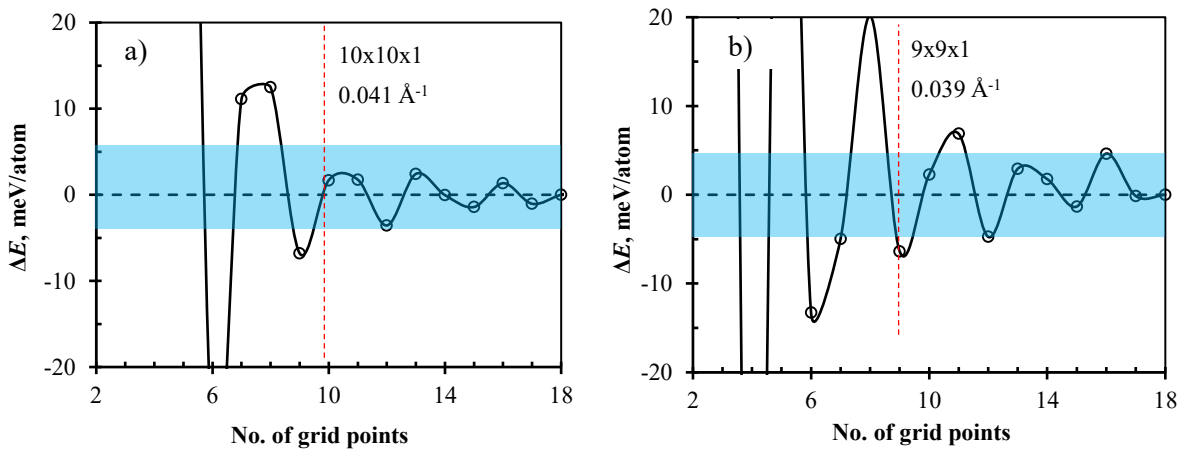 a)
10x10x1
0.041 Å⁻¹
20
10
0
-10
-20
2
6
10
14
18
ΔE, meV/atom
No. of grid points
b)
9x9x1
0.039 Å⁻¹
20
10
0
-10
-20
2
6
10
14
18
ΔE, meV/atom
No. of grid points